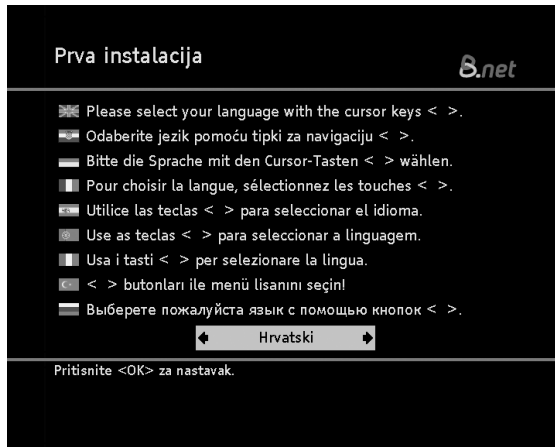 Prva instalacija
B.net
Please select your language with the cursor keys < >.
Odaberite jezik pomoću tipki za navigaciju < >.
Bitte die Sprache mit den Cursor-Tasten < > wählen.
Pour choisir la langue, sélectionnez les touches < >.
Utilice las teclas < > para seleccionar el idioma.
Use as teclas < > para seleccionar a linguagem.
Usa i tasti < > per selezionare la lingua.
< > butonları ile menü lisanını seçin!
Выберете пожалуйста язык с помощью кнопок < >.
Hrvatski
Pritisnite <OK> za nastavak.